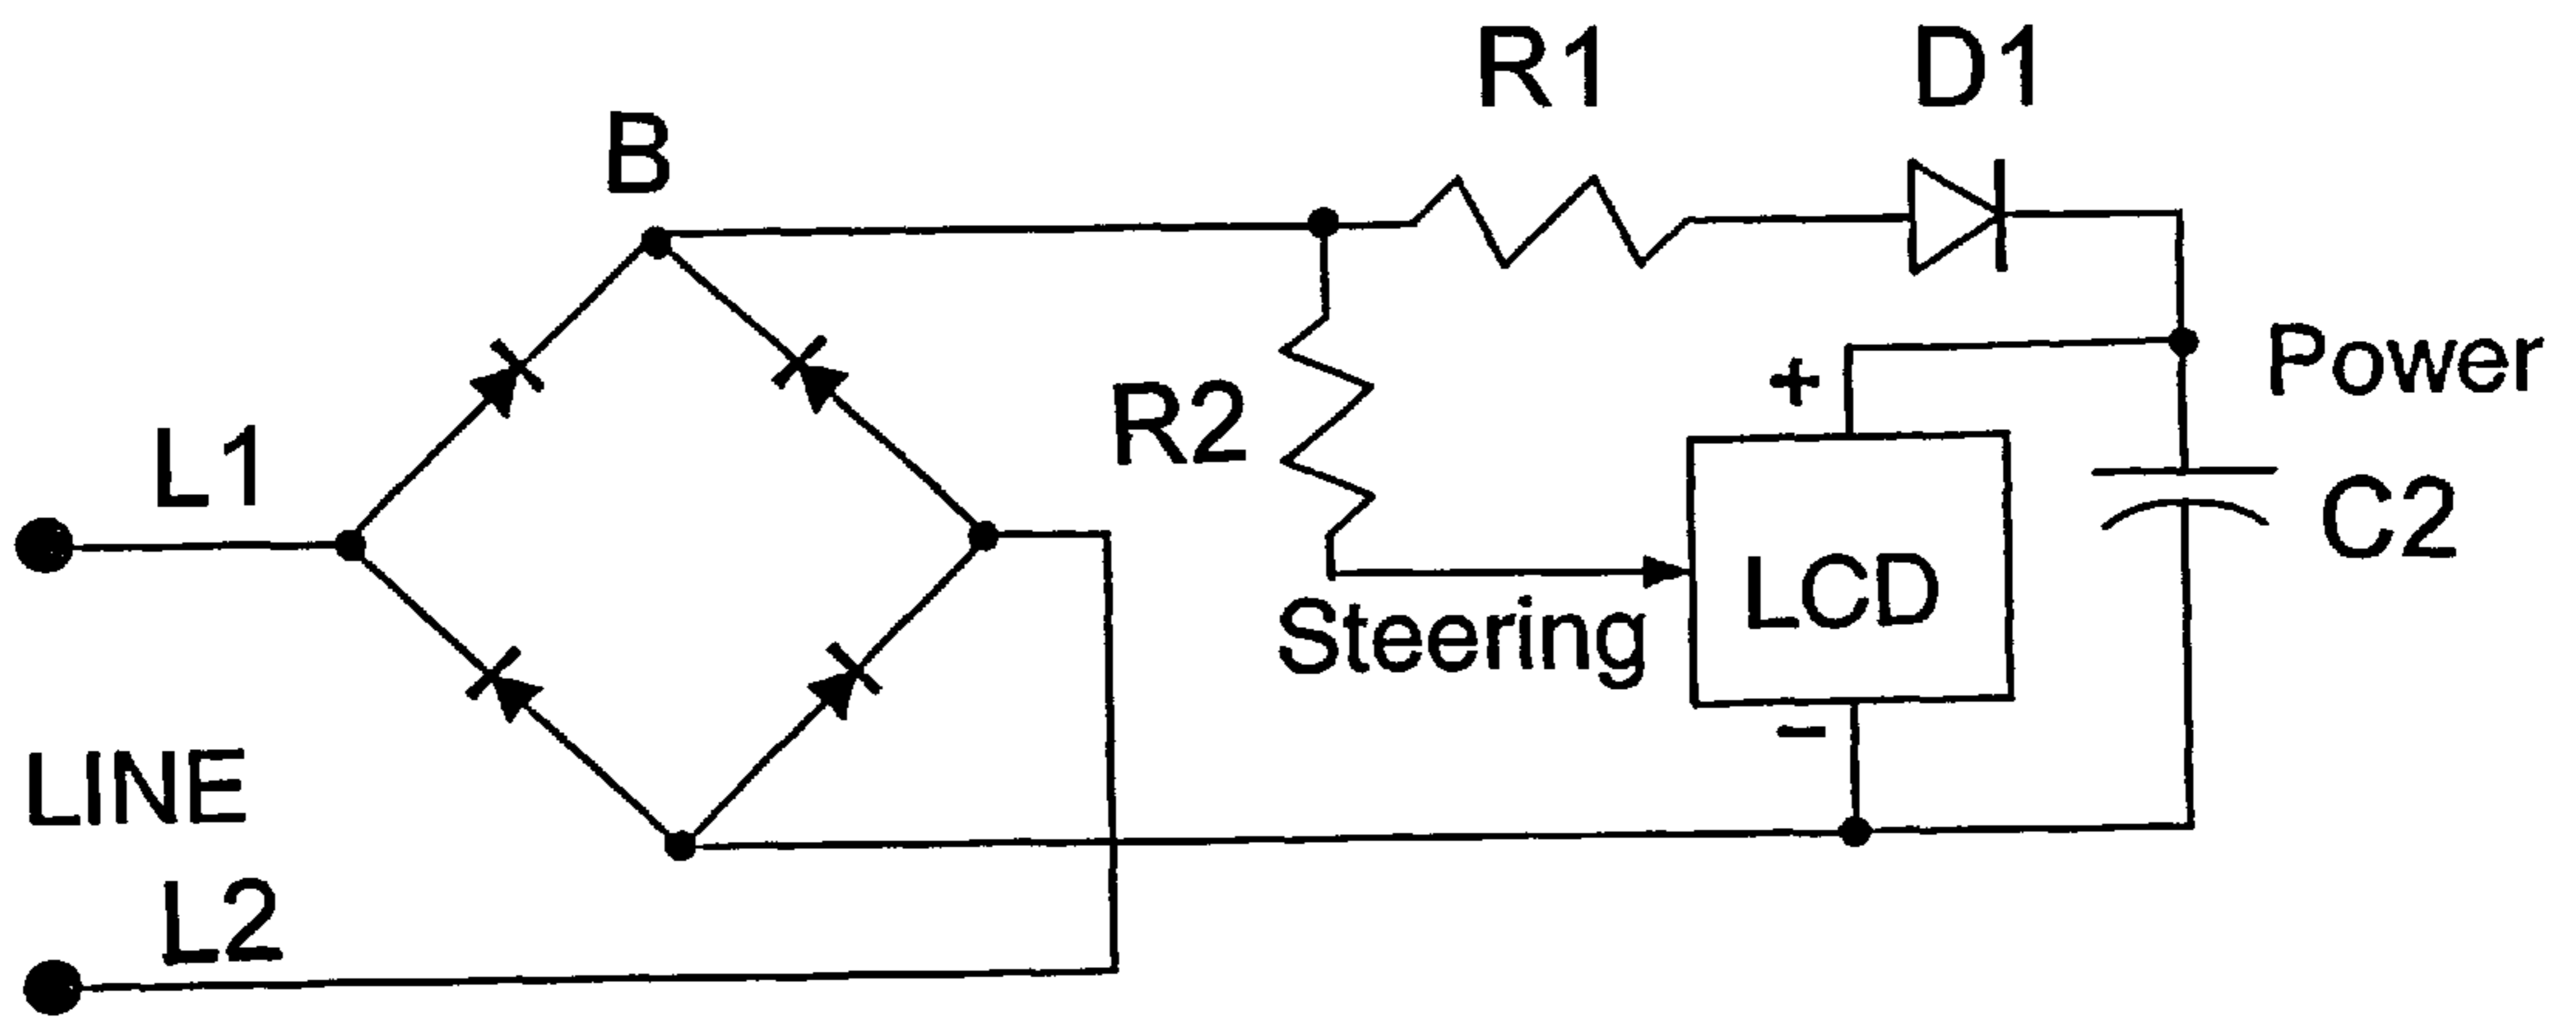 R1
D1
B
Power
+
R2
L1
C2
LCD
Steering
-
LINE
L2